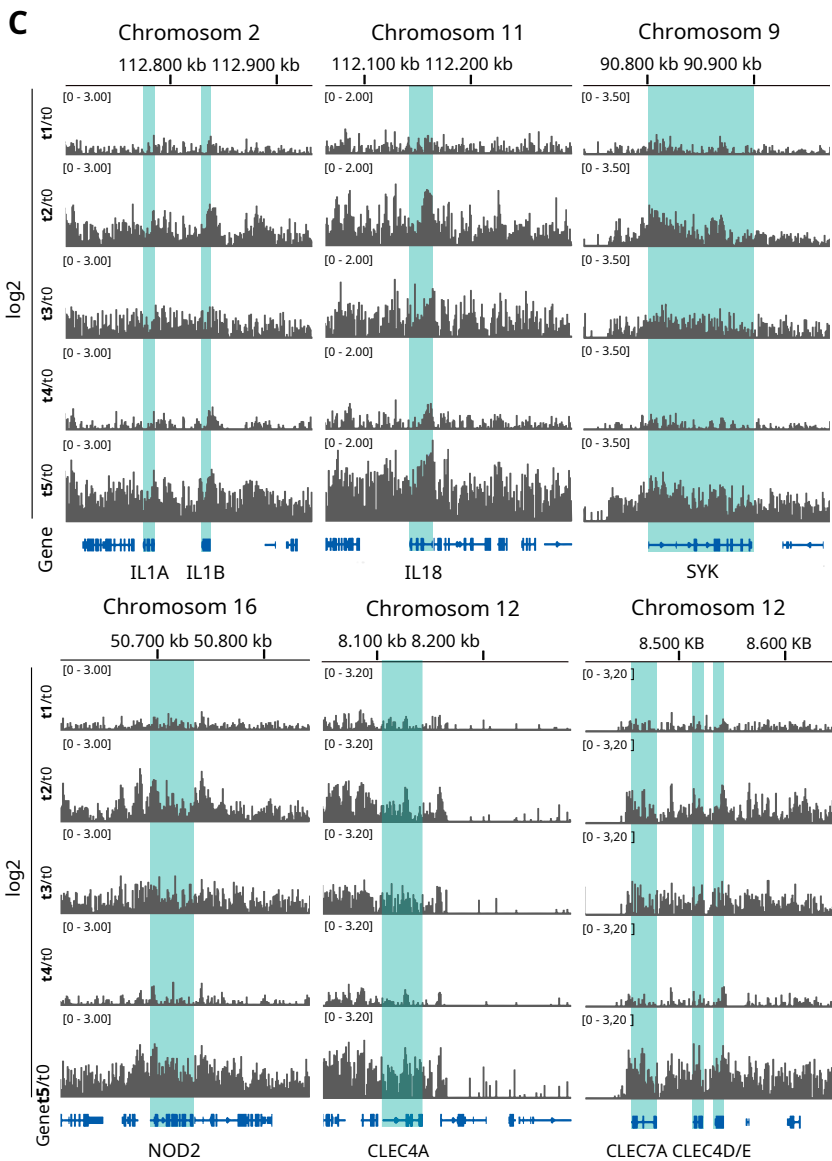 C
Chromosom 2
Chromosom 11
Chromosom 9
112.800 kb 112.900 kb
112.100 kb 112.200 kb
90.800 kb 90.900 kb
log2
t1/t0
[0 - 3.00]
[0 - 2.00]
[0 - 3.50]
t2/t0
[0 - 3.00]
[0 - 2.00]
[0 - 3.50]
t3/t0
[0 - 3.00]
[0 - 2.00]
[0 - 3.50]
t4/t0
[0 - 3.00]
[0 - 2.00]
[0 - 3.50]
t5/t0
[0 - 3.00]
[0 - 2.00]
[0 - 3.50]
Gene
IL1A IL1B
IL18
SYK
Chromosom 16
Chromosom 12
Chromosom 12
50.700 kb 50.800 kb
8.100 kb 8.200 kb
8.500 KB 8.600 KB
log2
t1/t0
[0 - 3.00]
[0 - 3.20]
[0 - 3,20 ]
t2/t0
[0 - 3.00]
[0 - 3.20]
[0 - 3,20 ]
t3/t0
[0 - 3.00]
[0 - 3.20]
[0 - 3,20 ]
t4/t0
[0 - 3.00]
[0 - 3.20]
[0 - 3,20 ]
t5/t0
[0 - 3.00]
[0 - 3.20]
[0 - 3,20 ]
Gene
NOD2
CLEC4A
CLEC7A CLEC4D/E